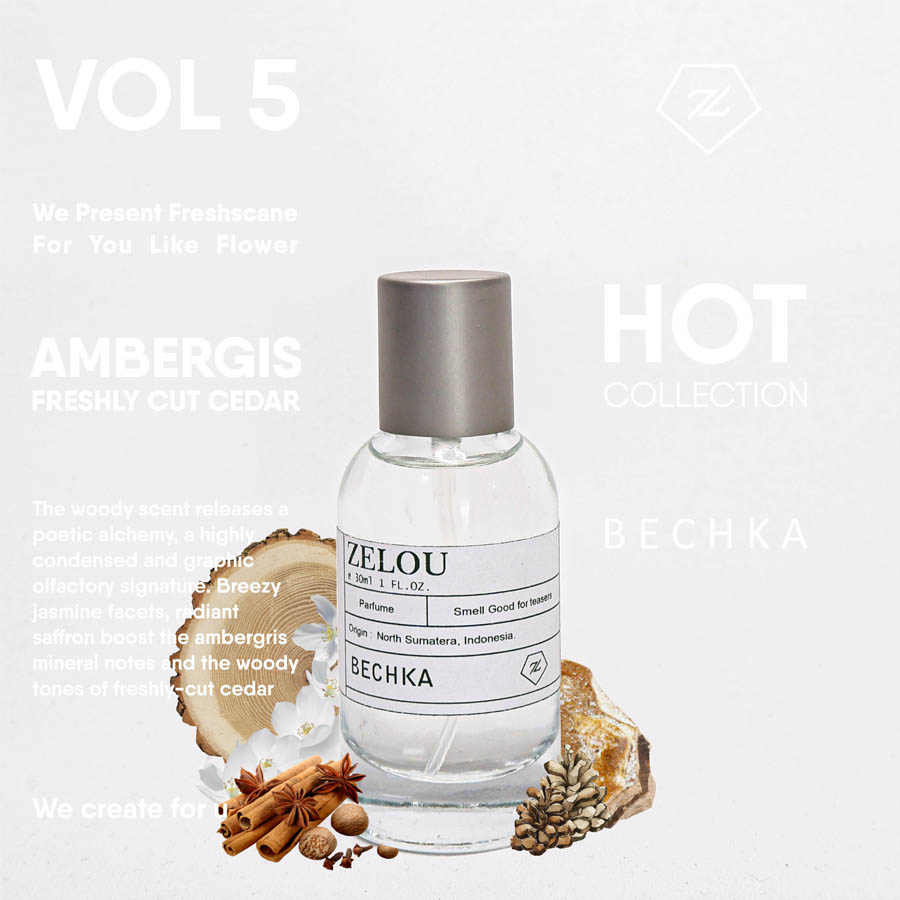 VOL 5
We Present Freshscane
For You Like Flower
AMBERGIS
FRESHLY CUT CEDAR
The woody scent releases a
poetic alchemy, a highly
condensed and graphic
olfactory signature. Breezy
jasmine facets, radiant
saffron boost the ambergris
mineral notes and the woody
tones of freshly-cut cedar
We create for u
HOT
COLLECTION
BECHKA
ZELOU
e 30ml 1 FL.OZ.
Parfume
Smell Good for teasers
Origin : North Sumatera, Indonesia.
BECHKA